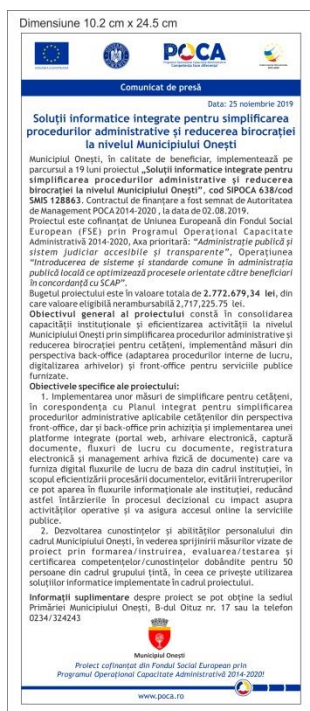 Dimensiune 10.2 cm x 24.5 cm
POCA
Competența face diferența!
Comunicat de presă
Data: 25 noiembrie 2019
Soluții informatice integrate pentru simplificarea
procedurilor administrative și reducerea birocrației
la nivelul Municipiului Onești
Municipiul Onești, în calitate de beneficiar, implementează pe
parcursul a 19 luni proiectul „Soluții informatice integrate pentru
simplificarea procedurilor administrative și reducerea
birocrației la nivelul Municipiului Onești”, cod SIPOCA 638/cod
SMIS 128863. Contractul de finanțare a fost semnat de Autoritatea
de Management POCA 2014-2020 , la data de 02.08.2019.
Proiectul este cofinanțat de Uniunea Europeană din Fondul Social
European (FSE) prin Programul Operațional Capacitate
Administrativă 2014-2020, Axa prioritară: “Administrație publică și
sistem judiciar accesibile și transparente”, Operațiunea
“Introducerea de sisteme și standarde comune în administrația
publică locală ce optimizează procesele orientate către beneficiari
în concordanță cu SCAP”.
Bugetul proiectului este în valoare totala de 2.772.679,34 lei, din
care valoare eligibilă nerambursabilă 2,717,225.75 lei.
Obiectivul general al proiectului constă în consolidarea
capacității instituționale și eficientizarea activității la nivelul
Municipiului Onești prin simplificarea procedurilor administrative și
reducerea birocrației pentru cetățeni, implementând măsuri din
perspectiva back-office (adaptarea procedurilor interne de lucru,
digitalizarea arhivelor) și front-office pentru serviciile publice
furnizate.
Obiectivele specifice ale proiectului:
1. Implementarea unor măsuri de simplificare pentru cetățeni,
în corespondența cu Planul integrat pentru simplificarea
procedurilor administrative aplicabile cetățenilor din perspectiva
front-office, dar și back-office prin achiziția și implementarea unei
platforme integrate (portal web, arhivare electronică, captură
documente, fluxuri de lucru cu documente, registratura
electronică și management arhiva fizică de documente) care va
furniza digital fluxurile de lucru de baza din cadrul instituției, în
scopul eficientizării procesării documentelor, evitării întreruperilor
ce pot aparea în fluxurile informaționale ale instituției, reducând
astfel întârzierile în procesul decizional cu impact asupra
activităților operative și va asigura accesul online la serviciile
publice.
2. Dezvoltarea cunoștințelor și abilităților personalului din
cadrul Municipiului Onești, în vederea sprijinirii măsurilor vizate de
proiect prin formarea/instruirea, evaluarea/testarea și
certificarea competențelor/cunostințelor dobândite pentru 50
persoane din cadrul grupului țintă, în ceea ce privește utilizarea
soluțiilor informatice implementate în cadrul proiectului.
Informații suplimentare despre proiect se pot obține la sediul
Primăriei Municipiului Onești, B-dul Oituz nr. 17 sau la telefon
0234/324243
Municipiul Onești
Proiect cofinanțat din Fondul Social European prin
Programul Operațional Capacitate Administrativă 2014-2020!
www.poca.ro